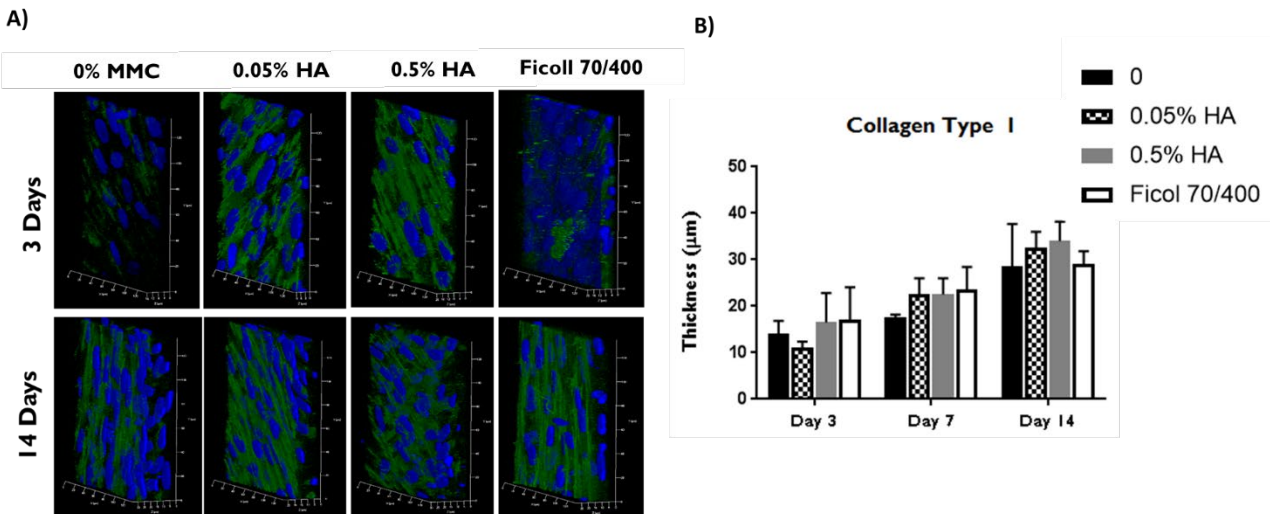 A)
0% MMC 0.05% HA 0.5% HA Ficoll 70/400
3 Days
14 Days
B)
0
0.05% HA
0.5% HA
Ficol 70/400
Collagen Type I
50
40
30
20
10
0
Thickness (μm)
Day 3 Day 7 Day 14